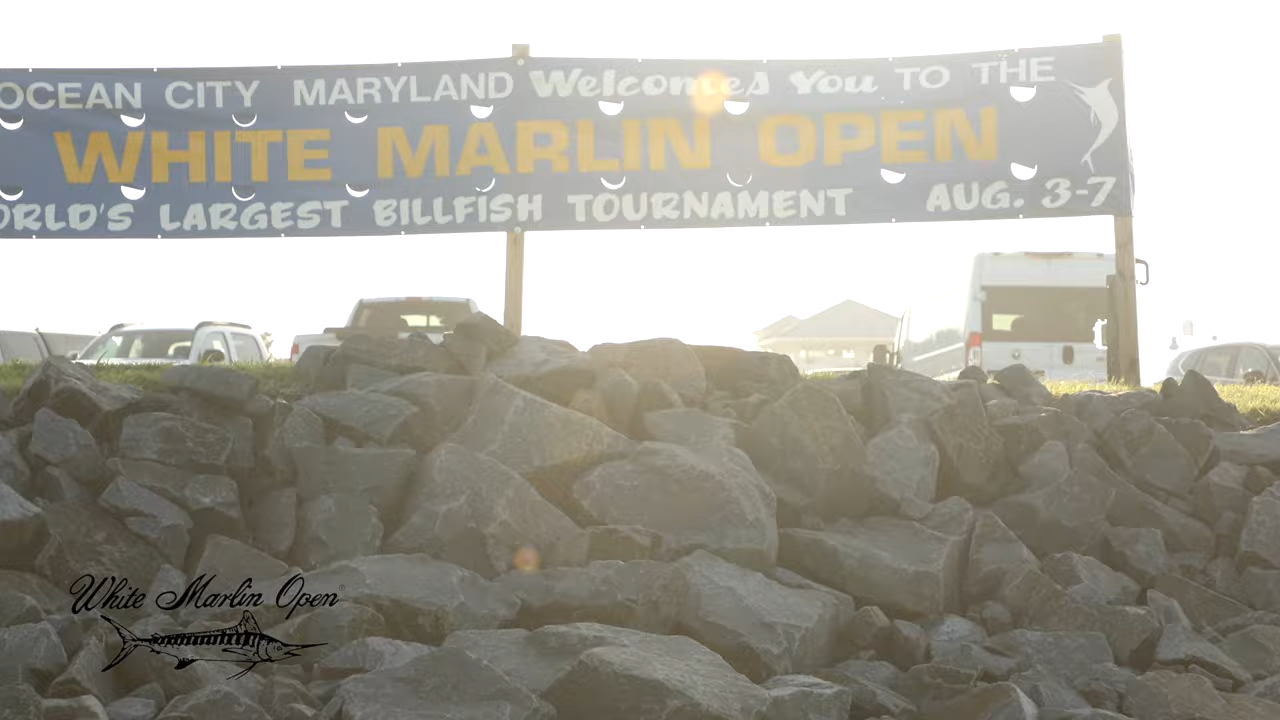 OCEAN CITY MARYLAND Welcomes You TO THE
WHITE MARLIN OPEN
ORLD'S LARGEST BILLFISH TOURNAMENT AUG. 3-7
White Marlin Open®